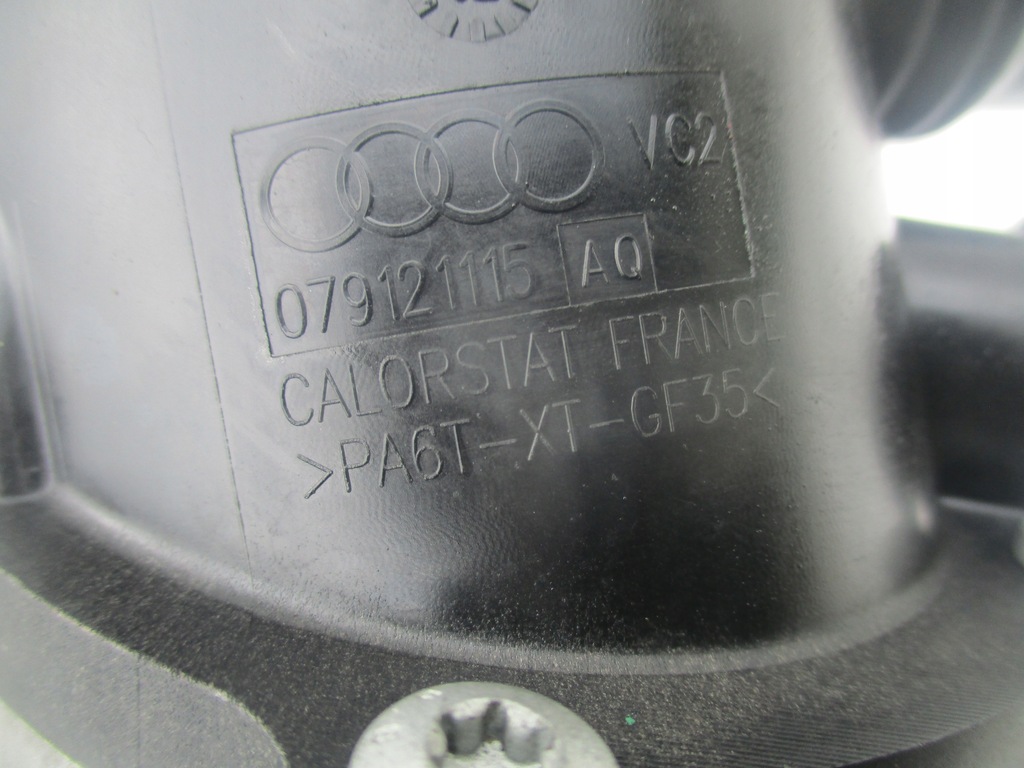 VC2
079121115 AQ
CALORSTAT FRANCE
>PA6T-XT-GF35<